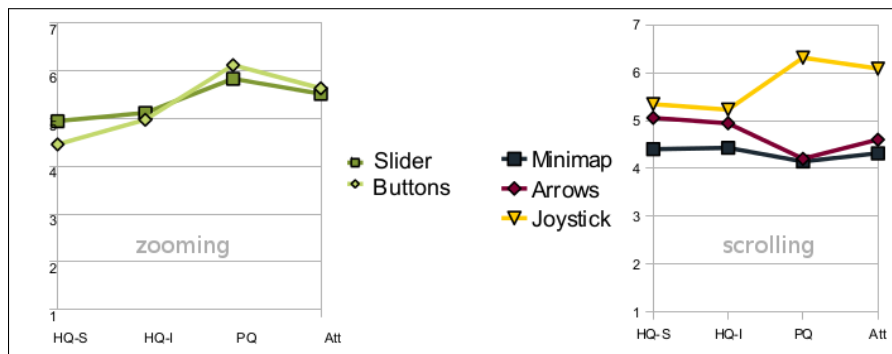 7
6
5
4
3
2
1
zooming
HQ-S HQ-I PQ Att
Slider
Buttons
Minimap
Arrows
Joystick
7
6
5
4
3
2
1
scrolling
HQ-S HQ-I PQ Att